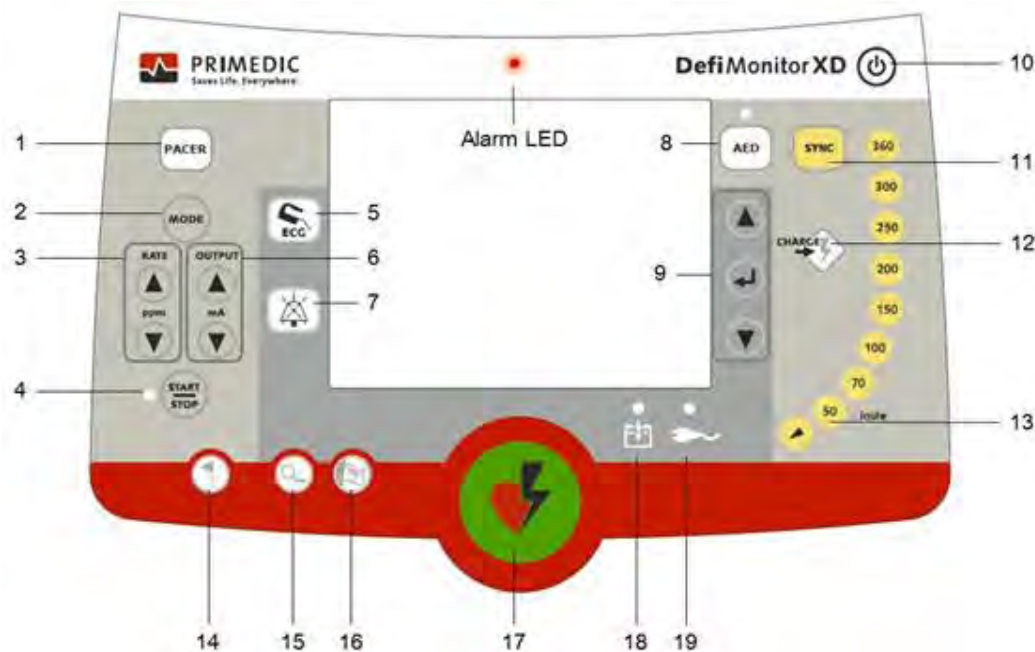 PRIMEDIC
Saves Life. Everywhere
DefiMonitor XD
10
Alarm LED
1
PACER
8
AED
SYNC
360
11
300
2
MODE
5
ECG
250
3
RATE
OUTPUT
6
CHARGE
12
9
200
ppm
mA
7
150
100
4
START
STOP
70
50
Joule
13
14
15
16
17
18
19